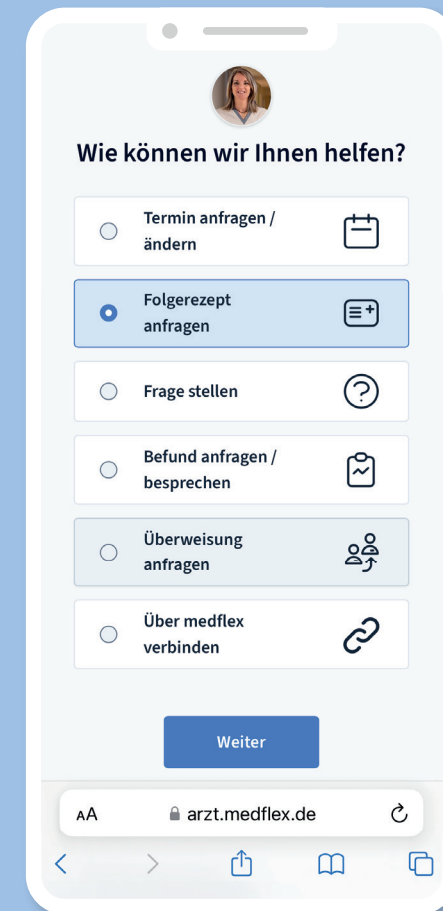 Wie können wir Ihnen helfen?
Termin anfragen /
ändern
Folgerezept
anfragen
Frage stellen
Befund anfragen /
besprechen
Überweisung
anfragen
Über medflex
verbinden
Weiter
AA
arzt.medflex.de